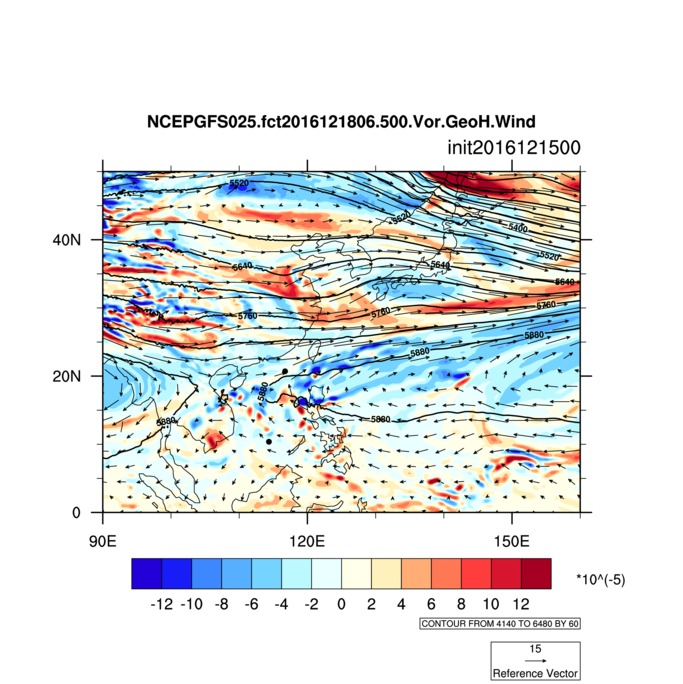 NCEPGFS025.fct2016121806.500.Vor.GeoH.Wind
init2016121500
5520
5520
5400
5520
40N
5640
5640
5640
5760
5760
5760
5880
5880
20N
5880
5880
5880
0
90E 120E 150E
-12 -10 -8 -6 -4 -2 0 2 4 6 8 10 12
*10^(-5)
CONTOUR FROM 4140 TO 6480 BY 60
15
Reference Vector